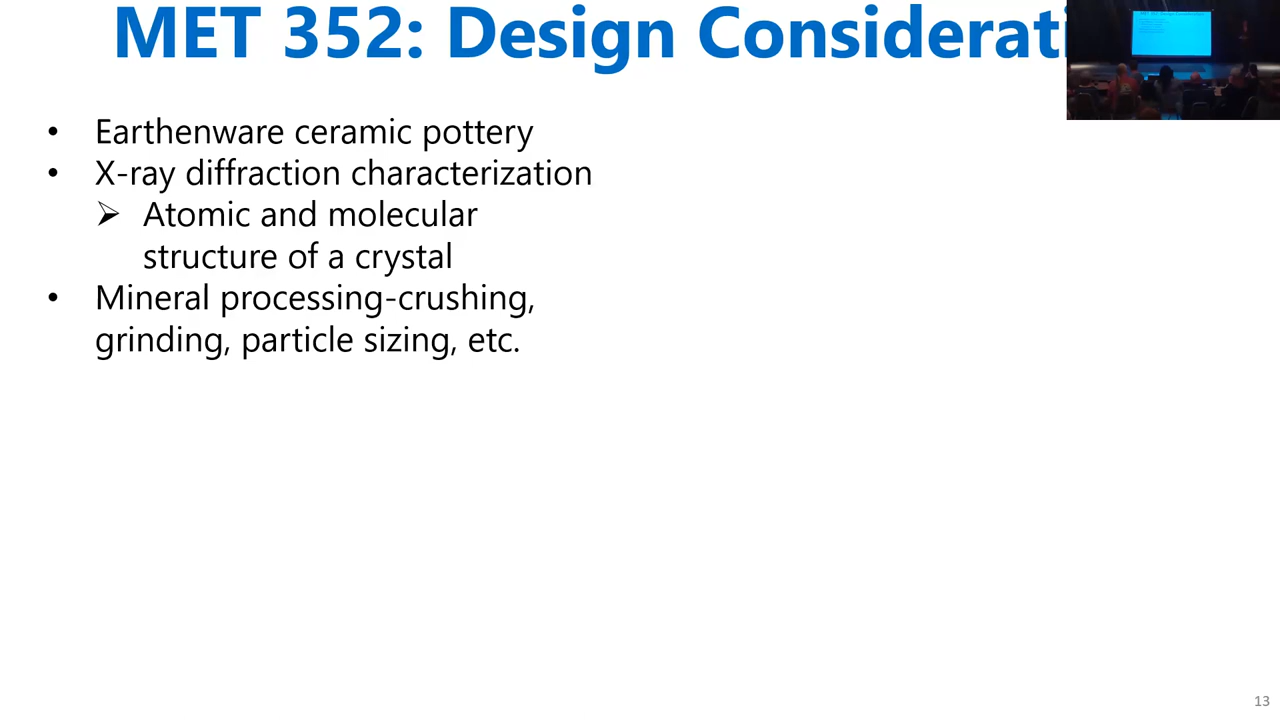 MET 352: Design Considerati
• Earthenware ceramic pottery
• X-ray diffraction characterization
➢ Atomic and molecular
structure of a crystal
• Mineral processing-crushing,
grinding, particle sizing, etc.
13